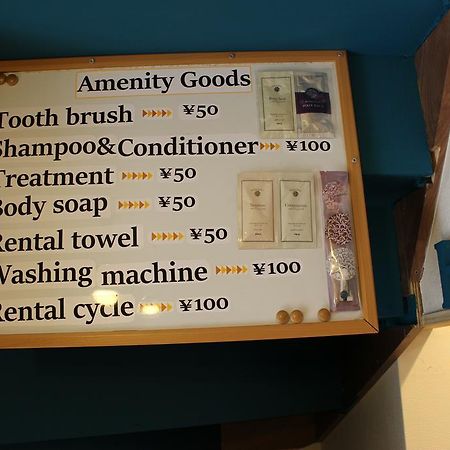 Amenity Goods
Tooth brush ¥50
Shampoo&Conditioner ¥100
Treatment ¥50
Body soap ¥50
Rental towel ¥50
Washing machine ¥100
Rental cycle ¥100